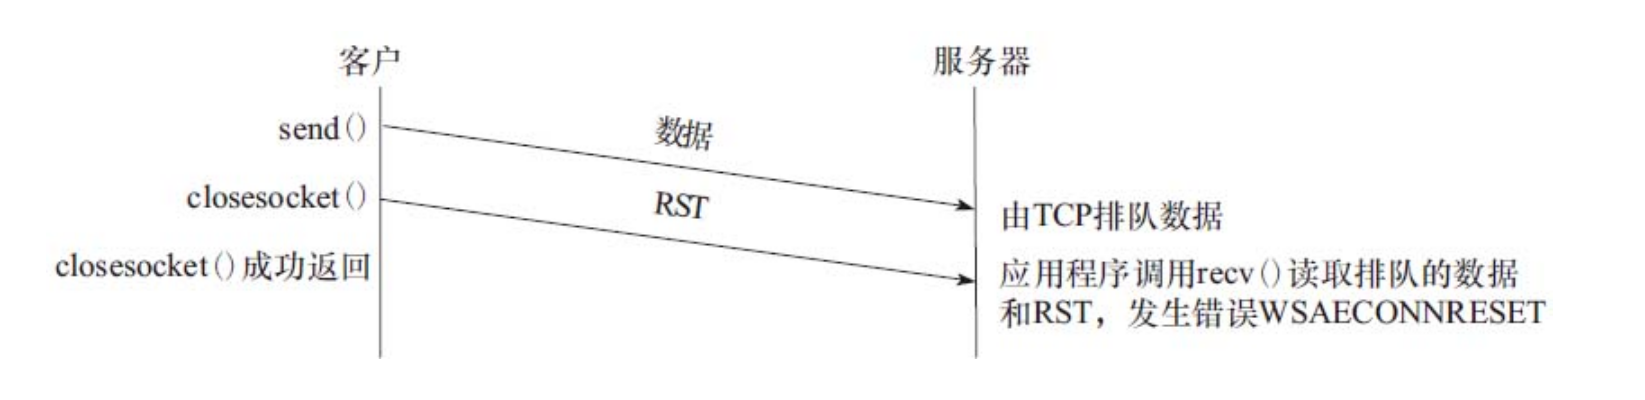 客户
服务器
send()
数据
closesocket()
RST
由TCP排队数据
closesocket()成功返回
应用程序调用recv()读取排队的数据
和RST，发生错误WSAECONNRESET